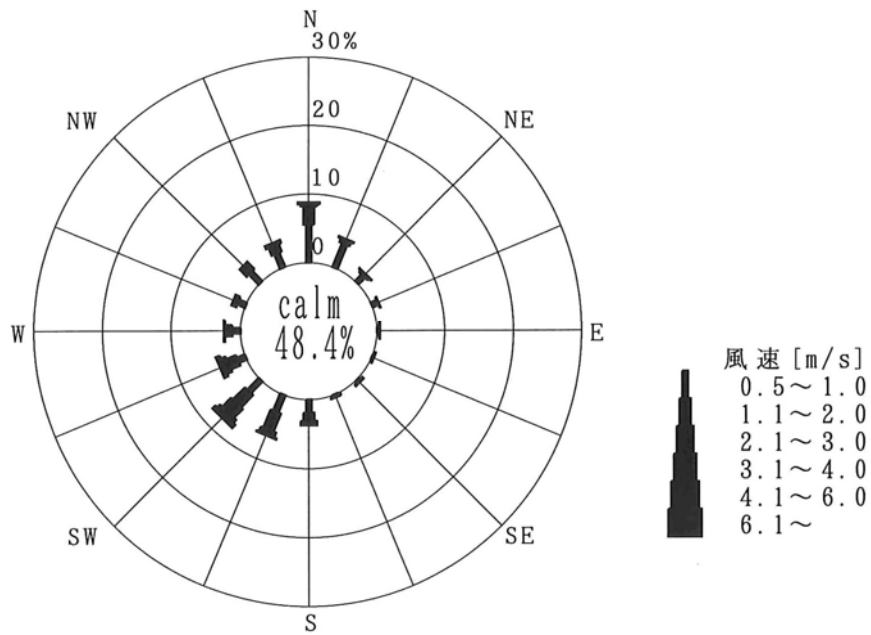 N
30%
NW
NE
20
10
0
calm
48.4%
W
E
SW
SE
S
風速[m/s]
0.5～1.0
1.1～2.0
2.1～3.0
3.1～4.0
4.1～6.0
6.1～